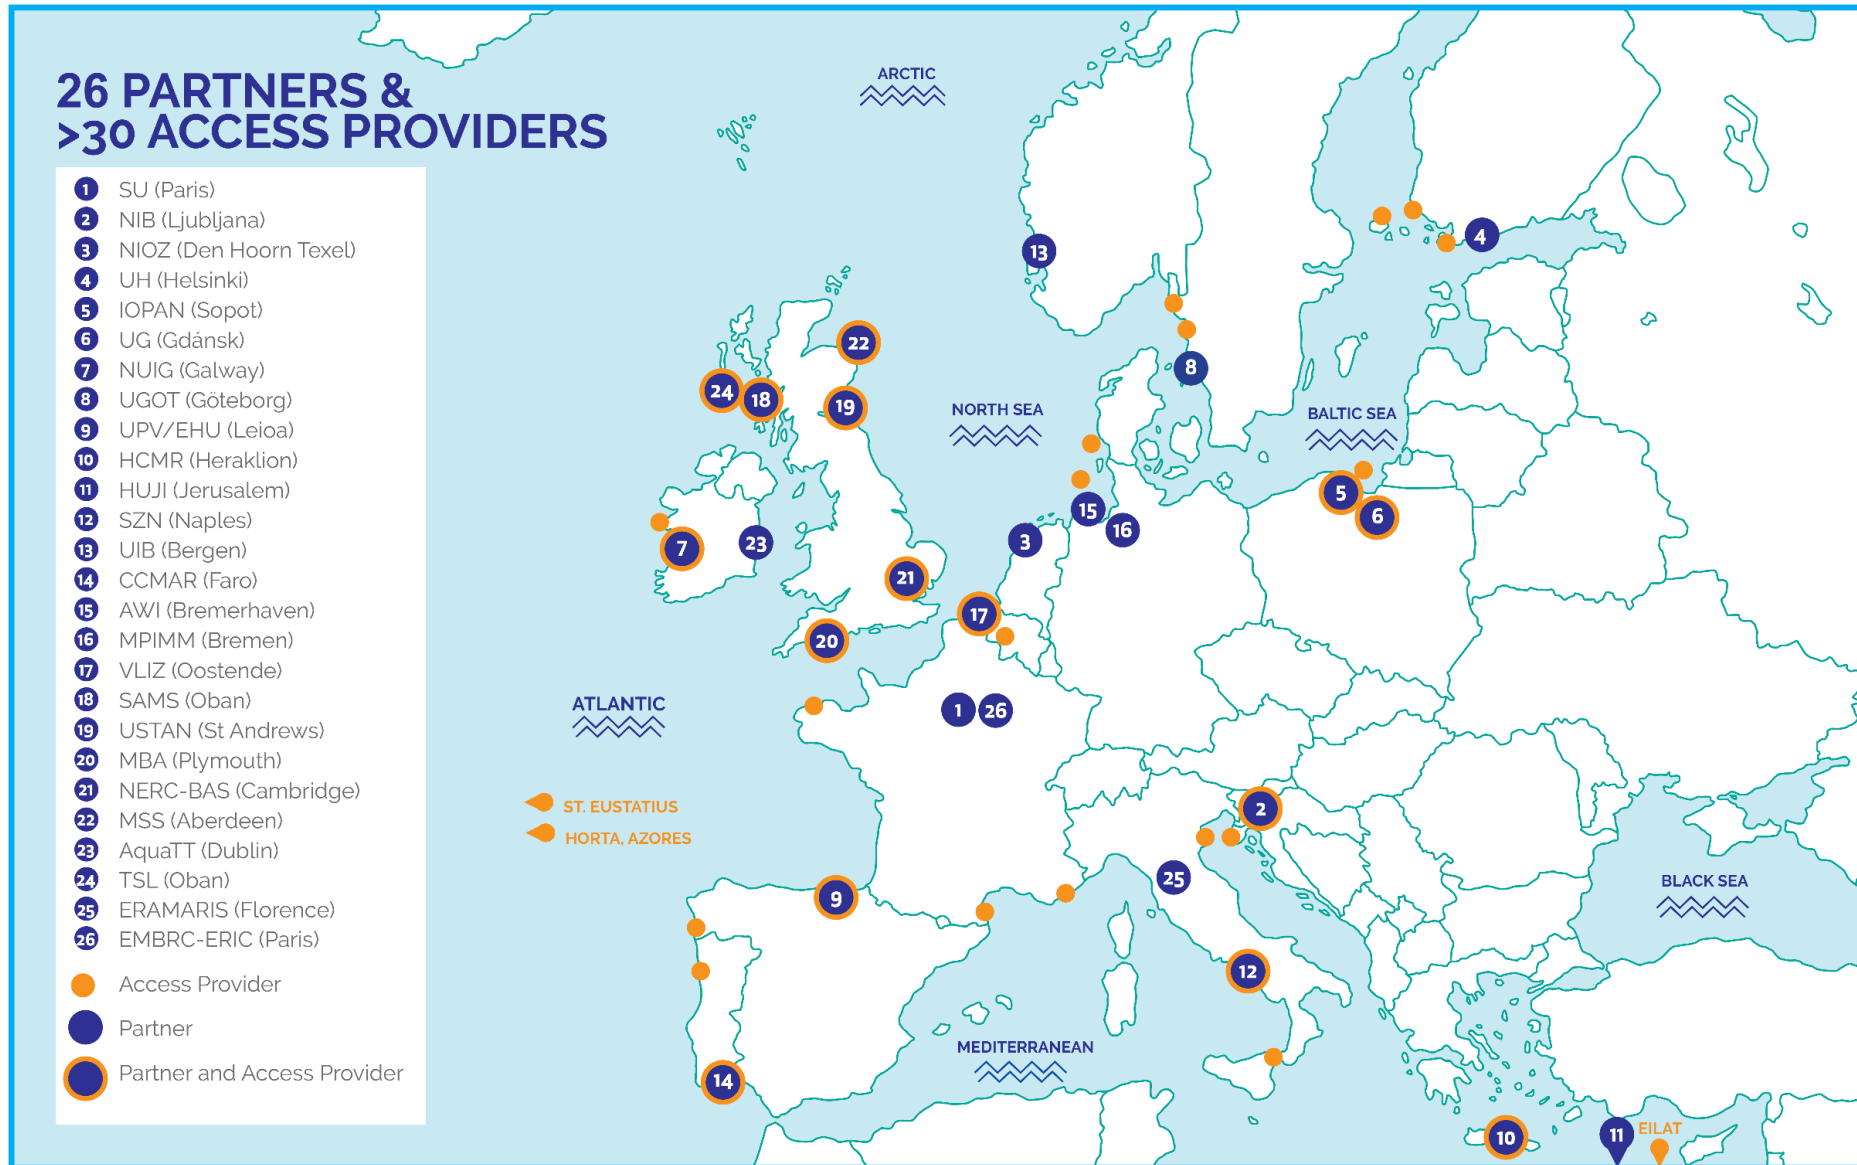 26 PARTNERS &
>30 ACCESS PROVIDERS
1 SU (Paris)
2 NIB (Ljubljana)
3 NIOZ (Den Hoorn Texel)
4 UH (Helsinki)
5 IOPAN (Sopot)
6 UG (Gdánsk)
7 NUIG (Galway)
8 UGOT (Göteborg)
9 UPV/EHU (Leioa)
10 HCMR (Heraklion)
11 HUJI (Jerusalem)
12 SZN (Naples)
13 UIB (Bergen)
14 CCMAR (Faro)
15 AWI (Bremerhaven)
16 MPIMM (Bremen)
17 VLIZ (Oostende)
18 SAMS (Oban)
19 USTAN (St Andrews)
20 MBA (Plymouth)
21 NERC-BAS (Cambridge)
22 MSS (Aberdeen)
23 AquaTT (Dublin)
24 TSL (Oban)
25 ERAMARIS (Florence)
26 EMBRC-ERIC (Paris)
Access Provider
Partner
Partner and Access Provider
ARCTIC
4
13
22
8
24
18
19
NORTH SEA
BALTIC SEA
5
6
15
16
3
7
23
21
17
20
ATLANTIC
1
26
ST. EUSTATIUS
HORTA, AZORES
2
25
BLACK SEA
9
12
MEDITERRANEAN
14
10
11
EILAT